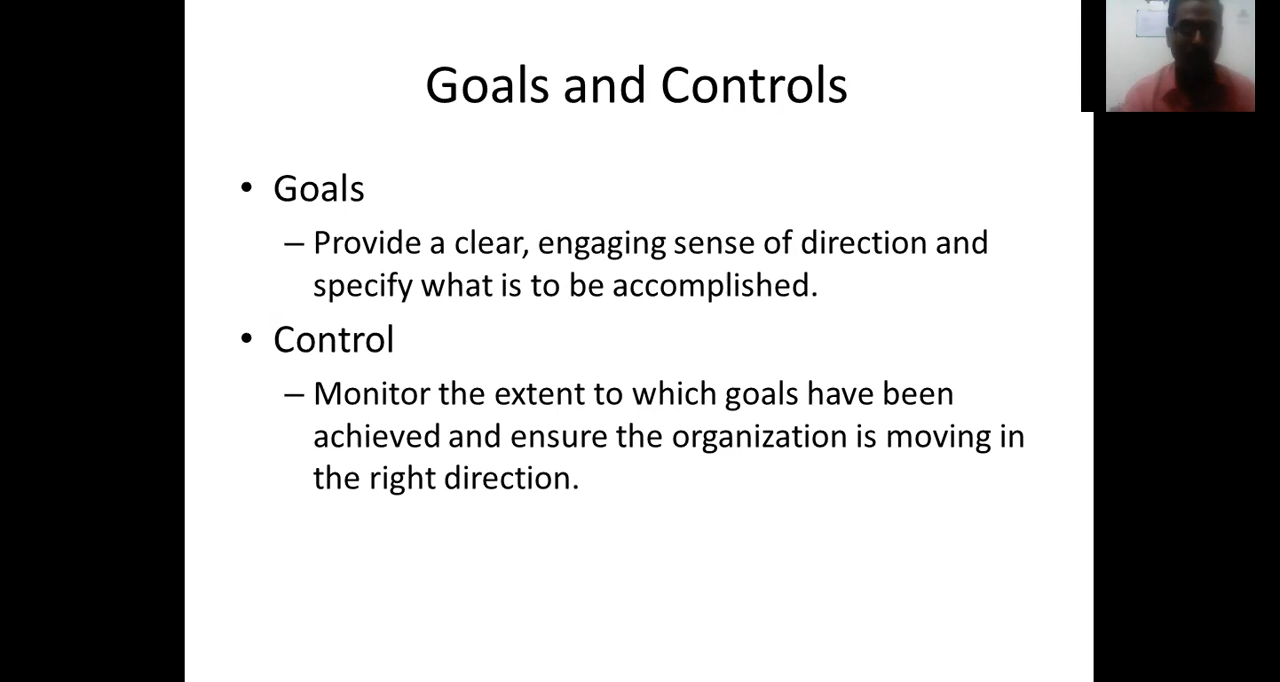 Goals and Controls
• Goals
– Provide a clear, engaging sense of direction and
specify what is to be accomplished.
• Control
– Monitor the extent to which goals have been
achieved and ensure the organization is moving in
the right direction.